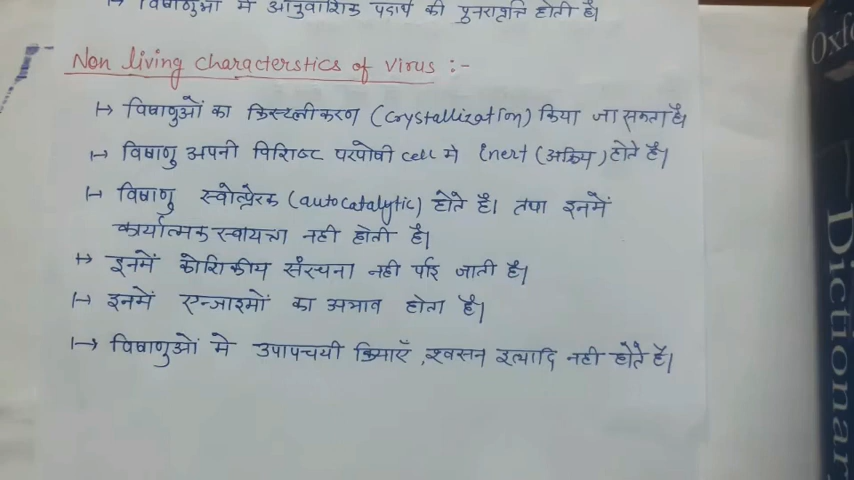 विषाणुओं में आनुवांशिक पदार्थ की पुनरावृत्ति होती है।
Non living characterstics of virus :-
→ विषाणुओं का क्रिस्टलीकरण (Crystallization) किया जा सकता है।
→ विषाणु अपनी विशिष्ट परपोषी cell मे inert (अक्रिय) होते है।
→ विषाणु स्वोत्प्रेरक (autocatalytic) होते है। तथा इनमें
कार्यात्मक स्वायत्ता नही होती है।
→ इनमें कोशिकीय संरचना नही पाई जाती है।
→ इनमें एन्जाइमों का अभाव होता है।
→ विषाणुओं मे उपापचयी क्रियाएँ, श्वसन इत्यादि नही होते है।
Oxfo
Dictionar